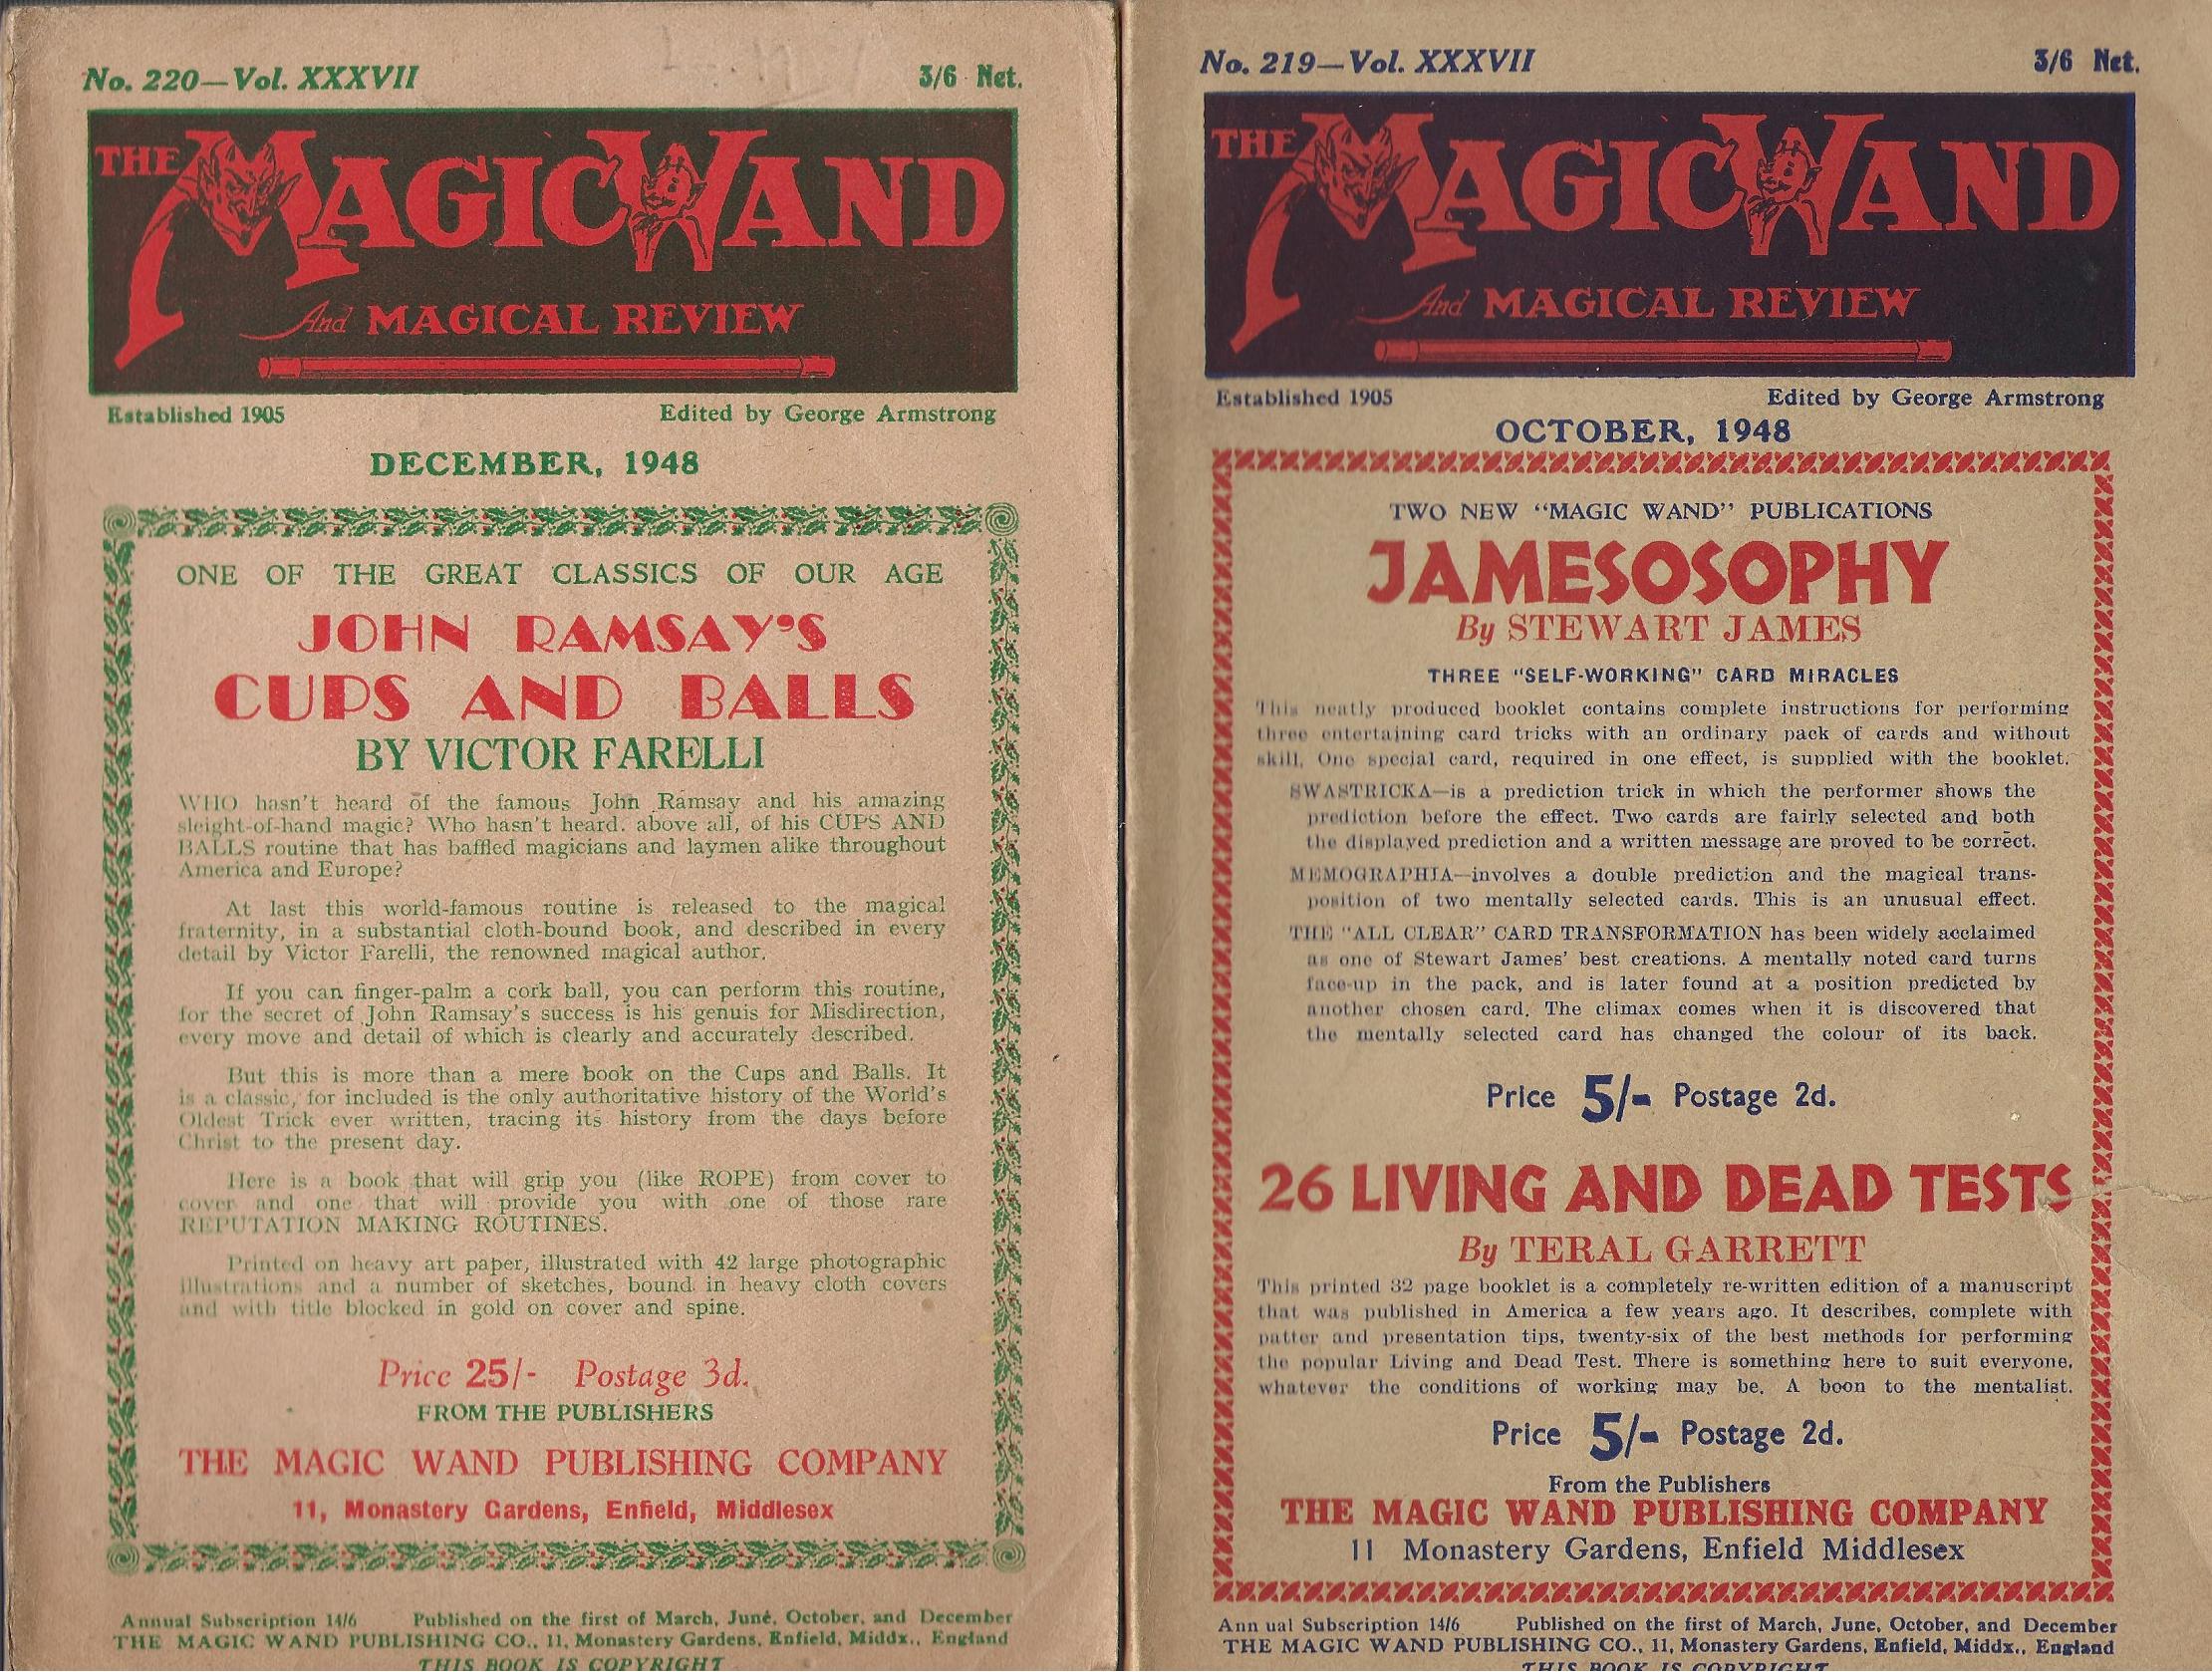 No. 220—Vol. XXXVII 3/6 Net.
THE MAGIC WAND
And MAGICAL REVIEW
Established 1905 Edited by George Armstrong
DECEMBER, 1948
ONE OF THE GREAT CLASSICS OF OUR AGE
JOHN RAMSAY'S
CUPS AND BALLS
BY VICTOR FARELLI
WHO hasn't heard of the famous John Ramsay and his amazing
sleight-of-hand magic? Who hasn't heard. above all, of his CUPS AND
BALLS routine that has baffled magicians and laymen alike throughout
America and Europe?
At last this world-famous routine is released to the magical
fraternity, in a substantial cloth-bound book, and described in every
detail by Victor Farelli, the renowned magical author.
If you can finger-palm a cork ball, you can perform this routine,
for the secret of John Ramsay's success is his genuis for Misdirection,
every move and detail of which is clearly and accurately described.
But this is more than a mere book on the Cups and Balls. It
is a classic, for included is the only authoritative history of the World's
Oldest Trick ever written, tracing its history from the days before
Christ to the present day.
Here is a book that will grip you (like ROPE) from cover to
cover and one that will provide you with one of those rare
REPUTATION MAKING ROUTINES.
Printed on heavy art paper, illustrated with 42 large photographic
illustrations and a number of sketches, bound in heavy cloth covers
and with title blocked in gold on cover and spine.
Price 25/- Postage 3d.
FROM THE PUBLISHERS
THE MAGIC WAND PUBLISHING COMPANY
11, Monastery Gardens, Enfield, Middlesex
Annual Subscription 14/6 Published on the first of March, June, October, and December
THE MAGIC WAND PUBLISHING CO., 11, Monastery Gardens, Enfield, Middx., England
THIS BOOK IS COPYRIGHT
No. 219—Vol. XXXVII 3/6 Net.
THE MAGIC WAND
And MAGICAL REVIEW
Established 1905 Edited by George Armstrong
OCTOBER, 1948
TWO NEW "MAGIC WAND" PUBLICATIONS
JAMESOSOPHY
By STEWART JAMES
THREE "SELF-WORKING" CARD MIRACLES
This neatly produced booklet contains complete instructions for performing
three entertaining card tricks with an ordinary pack of cards and without
skill. One special card, required in one effect, is supplied with the booklet.
SWASTRICKA—is a prediction trick in which the performer shows the
prediction before the effect. Two cards are fairly selected and both
the displayed prediction and a written message are proved to be correct.
MEMOGRAPHIA—involves a double prediction and the magical trans-
position of two mentally selected cards. This is an unusual effect.
THE "ALL CLEAR" CARD TRANSFORMATION has been widely acclaimed
as one of Stewart James' best creations. A mentally noted card turns
face-up in the pack, and is later found at a position predicted by
another chosen card. The climax comes when it is discovered that
the mentally selected card has changed the colour of its back.
Price 5/- Postage 2d.
26 LIVING AND DEAD TESTS
By TERAL GARRETT
This printed 32 page booklet is a completely re-written edition of a manuscript
that was published in America a few years ago. It describes, complete with
patter and presentation tips, twenty-six of the best methods for performing
the popular Living and Dead Test. There is something here to suit everyone,
whatever the conditions of working may be. A boon to the mentalist.
Price 5/- Postage 2d.
From the Publishers
THE MAGIC WAND PUBLISHING COMPANY
11 Monastery Gardens, Enfield Middlesex
Ann ual Subscription 14/6 Published on the first of March, June, October, and December
THE MAGIC WAND PUBLISHING CO., 11, Monastery Gardens, Enfield, Middx., England
THIS BOOK IS COPYRIGHT